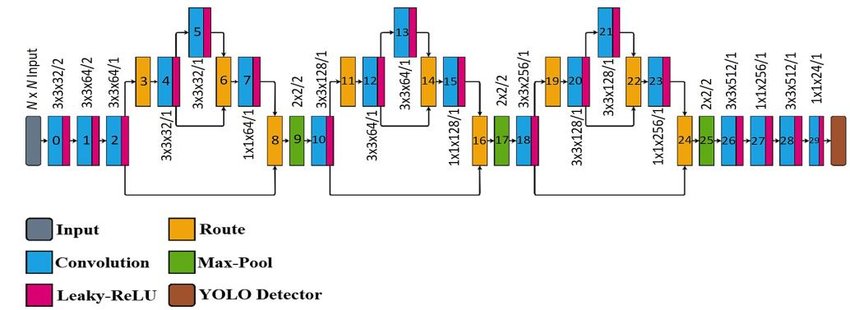 N x N Input
3x3x32/2
3x3x64/2
3x3x64/1
3x3x32/1
3x3x32/1
1x1x64/1
2x2/2
3x3x128/1
3x3x64/1
3x3x64/1
1x1x128/1
2x2/2
3x3x256/1
3x3x128/1
3x3x128/1
1x1x256/1
2x2/2
3x3x512/1
1x1x256/1
3x3x512/1
1x1x24/1
0
1
2
3
4
5
6
7
8
9
10
11
12
13
14
15
16
17
18
19
20
21
22
23
24
25
26
27
28
29
Input
Route
Convolution
Max-Pool
Leaky-ReLU
YOLO Detector